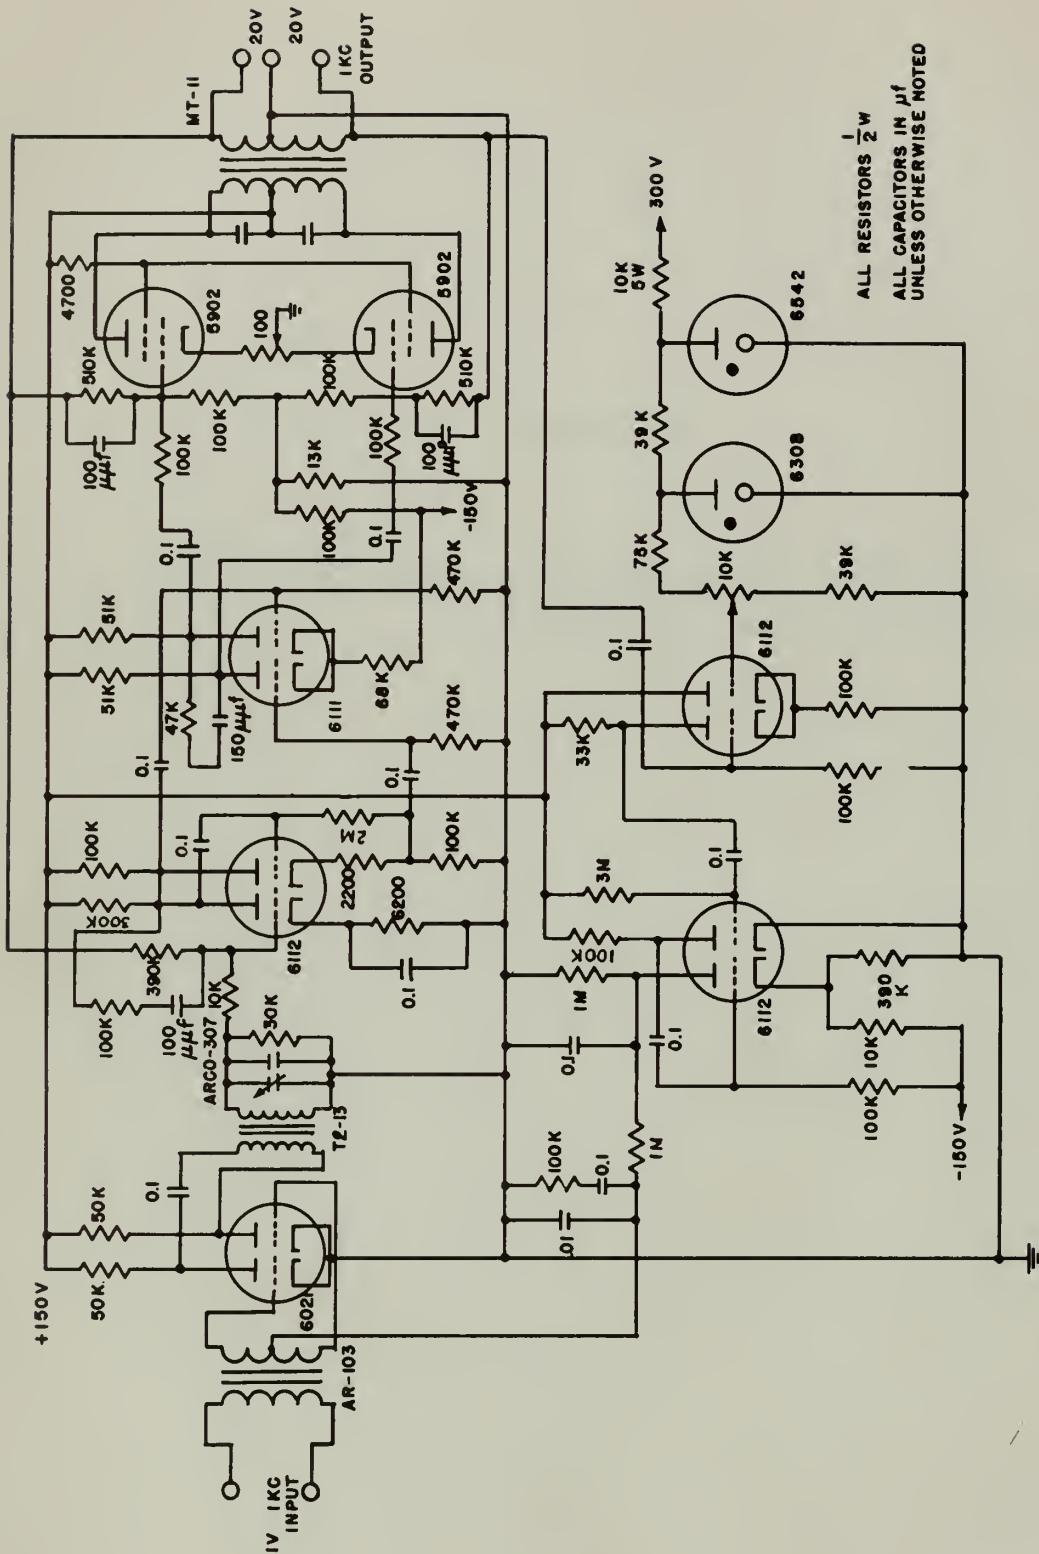 +150V
1V 1KC
INPUT
AR-103
50K
50K
6021
0.1
T2-13
ARCO-307
30K
10K
100K
100
µµf
390K
300K
100K
0.1
0.1
6112
6200
0.1
2200
2M
100K
0.1
470K
47K
150µµf
51K
51K
6111
68K
470K
0.1
0.1
100K
100
µµf
510K
100K
100K
13K
-150V
100K
100K
100
µµf
510K
4700
5902
100
5902
MT-11
20V
20V
1KC
OUTPUT
.01
100K
0.1
1M
.01
1M
100K
3M
0.1
0.1
6112
390
K
10K
100K
-150V
33K
0.1
6112
100K
100K
75K
10K
39K
39K
6308
10K
5W
300V
6542
ALL RESISTORS 1/2 W
ALL CAPACITORS IN µf
UNLESS OTHERWISE NOTED